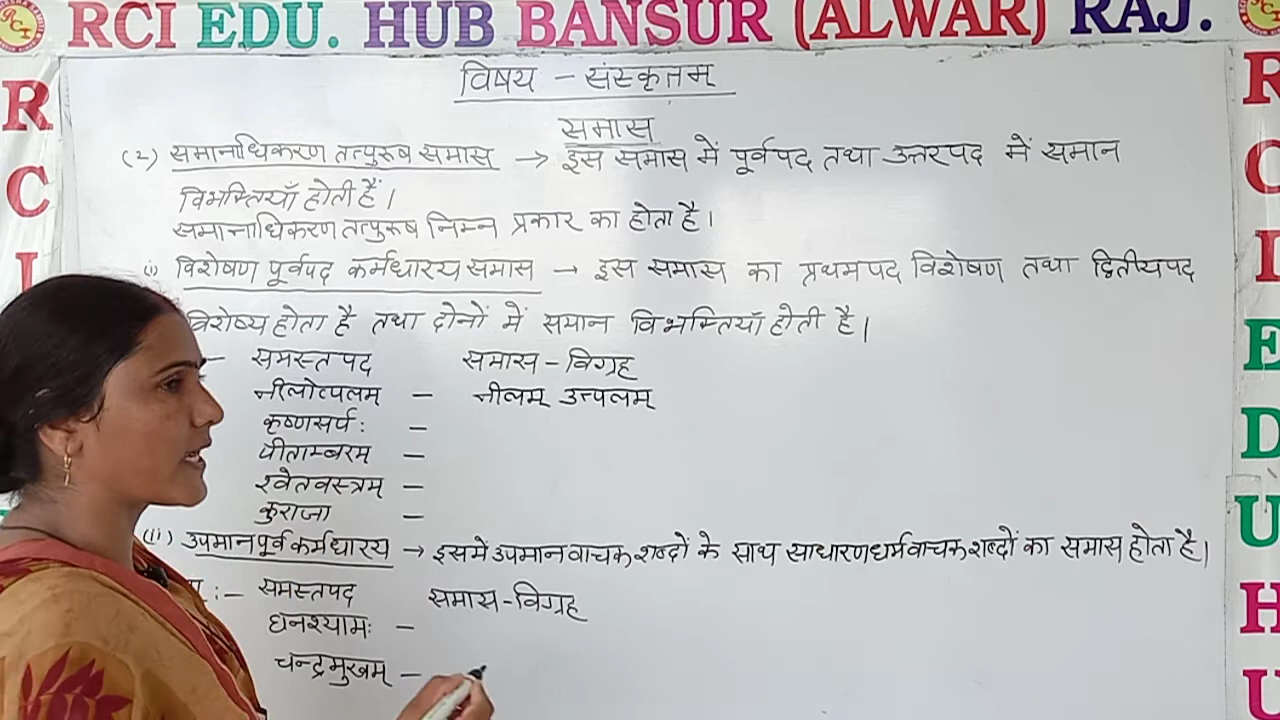 RCI EDU. HUB BANSUR (ALWAR) RAJ.
विषय - संस्कृतम्
समास
(2) समानाधिकरण तत्पुरूष समास → इस समास में पूर्वपद तथा उत्तरपद में समान
विभक्तियाँ होती हैं।
समानाधिकरण तत्पुरूष निम्न प्रकार का होता है।
(i) विशेषण पूर्वपद कर्मधारय समास → इस समास का प्रथमपद विशेषण तथा द्वितीयपद
विशेष्य होता है तथा दोनों में समान विभक्तियाँ होती है।
- समस्तपद समास - विग्रह
नीलोत्पलम् - नीलम् उत्पलम्
कृष्णसर्प: -
पीताम्बरम् -
श्वेतवस्त्रम् -
कुराजा -
(ii) उपमानपूर्व कर्मधारय → इसमें उपमानवाचक शब्दों के साथ साधारणधर्मवाचक शब्दों का समास होता है।
:- समस्तपद समास-विग्रह
घनश्यामः -
चन्द्रमुखम् -
R
C
I
R
C
I
E
D
U
H
U